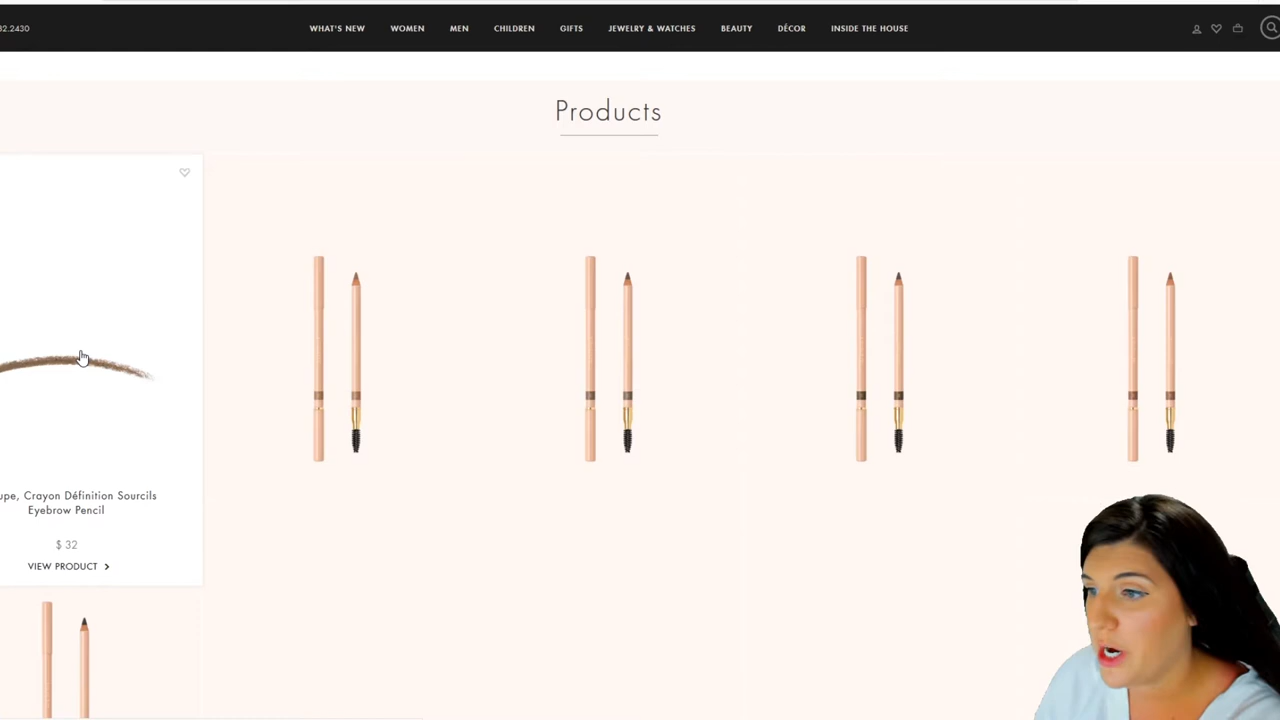 WHAT'S NEW WOMEN MEN CHILDREN GIFTS JEWELRY & WATCHES BEAUTY DÉCOR INSIDE THE HOUSE
Products
Crayon Définition Sourcils
Eyebrow Pencil
$ 32
VIEW PRODUCT